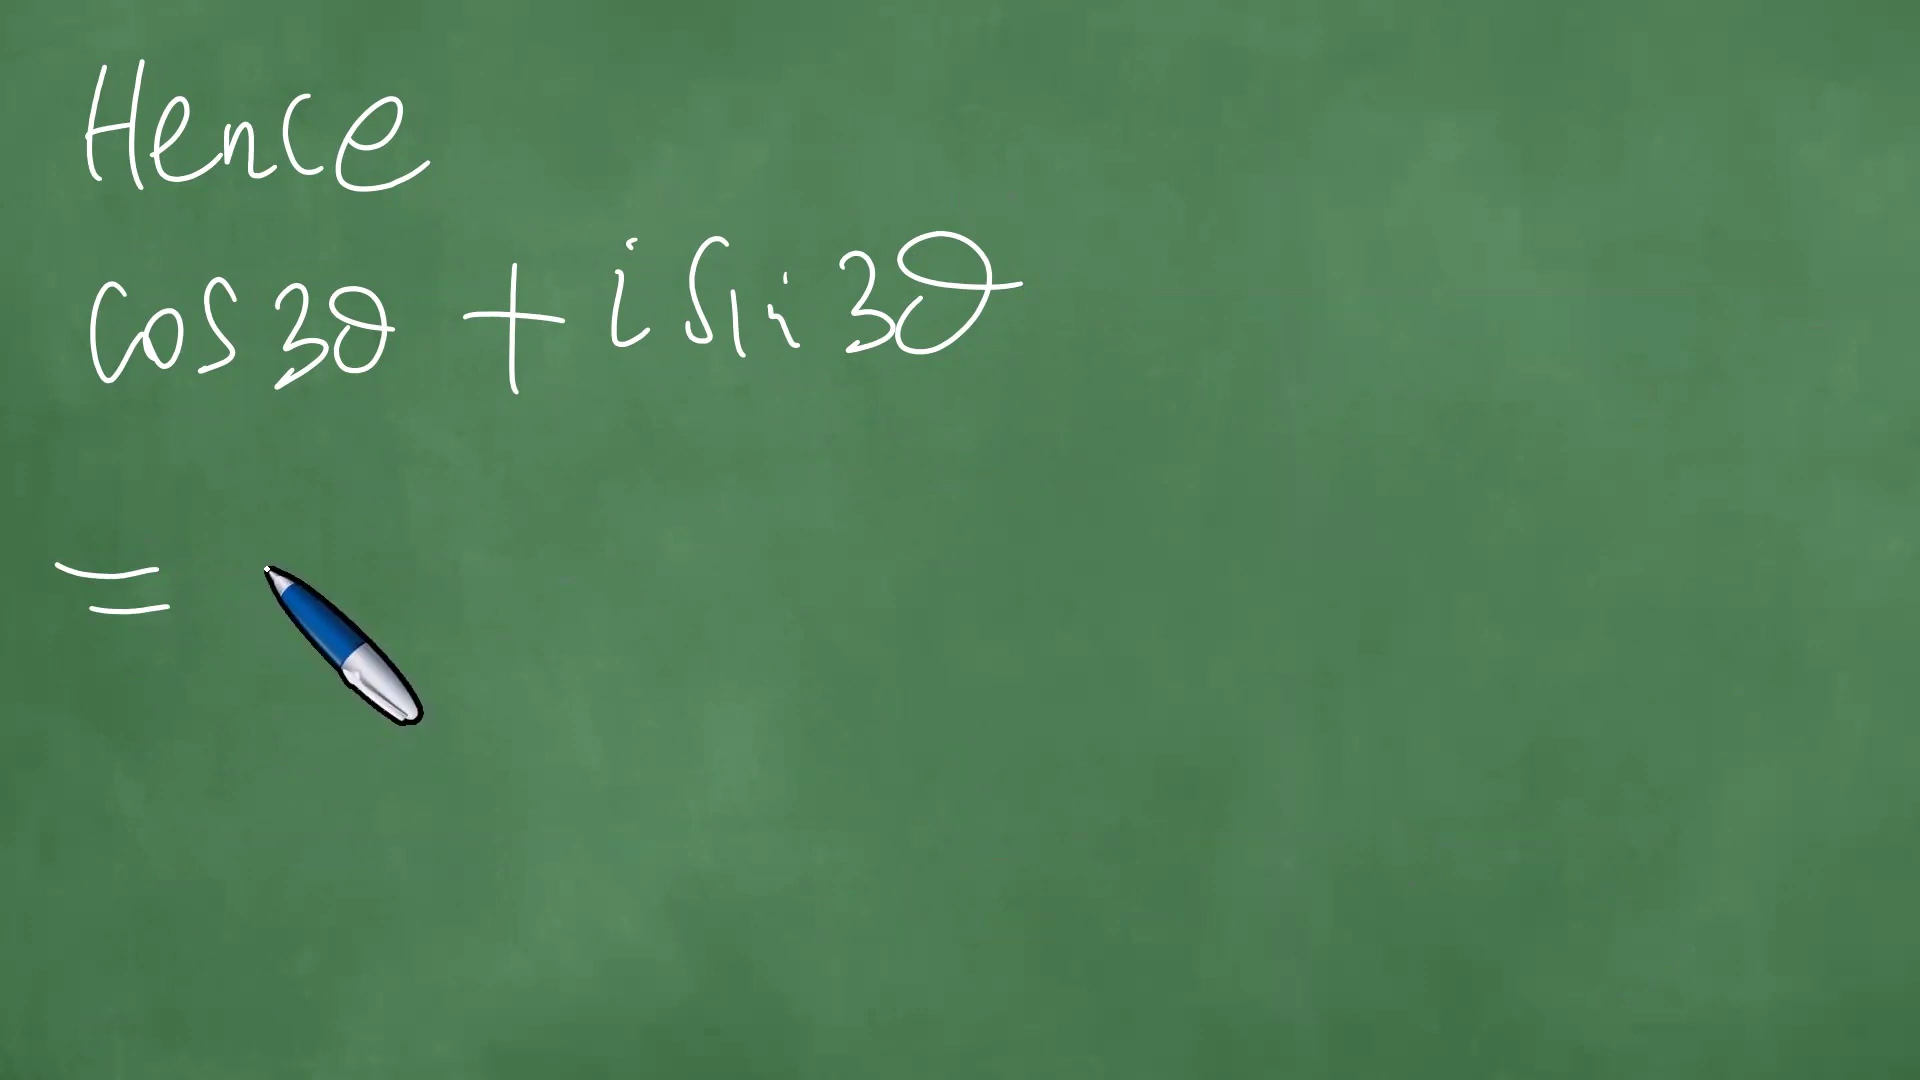 Hence
cos 3θ + i sin 3θ
=